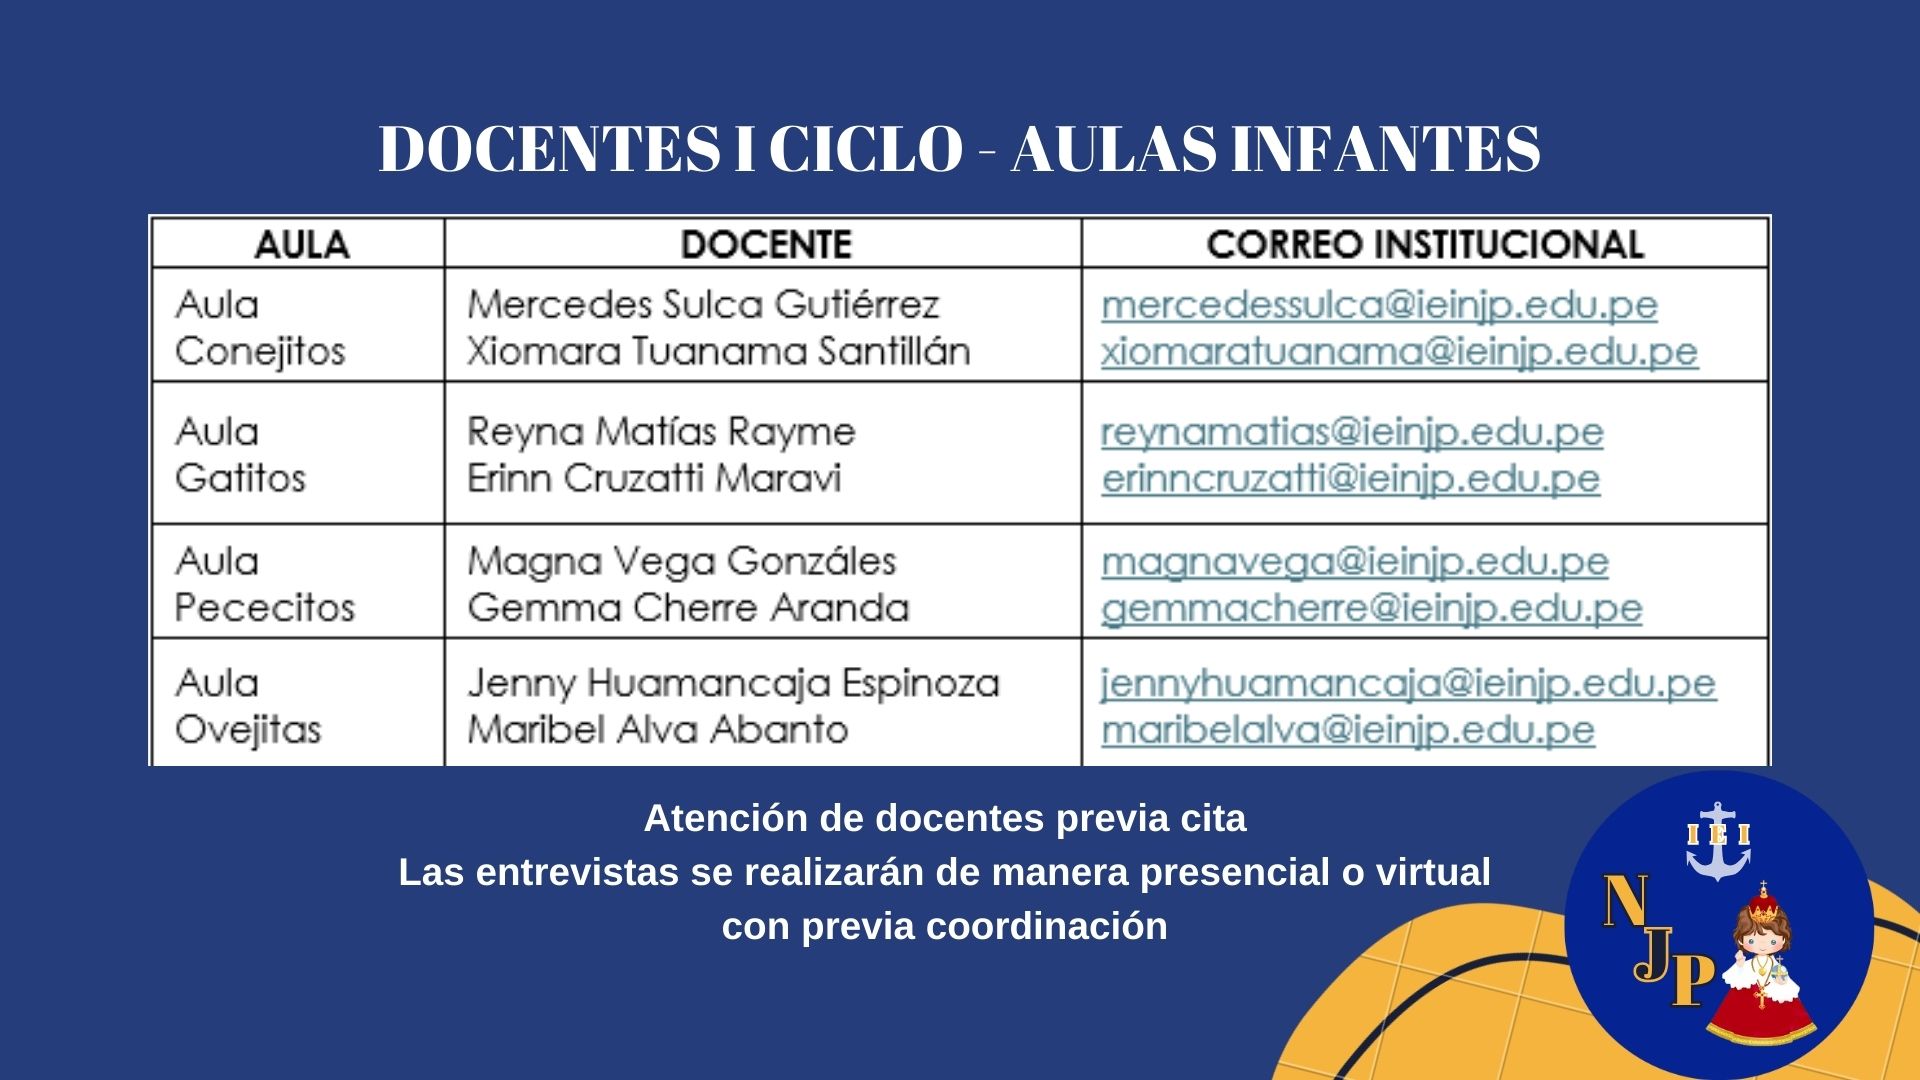 DOCENTES I CICLO - AULAS INFANTES
AULA DOCENTE CORREO INSTITUCIONAL
Aula Mercedes Sulca Gutiérrez mercedessulca@ieinjp.edu.pe
Conejitos Xiomara Tuanama Santillán xiomaratuanama@ieinjp.edu.pe
Aula Reyna Matías Rayme reynamatias@ieinjp.edu.pe
Gatitos Erinn Cruzatti Maravi erinncruzatti@ieinjp.edu.pe
Aula Magna Vega Gonzáles magnavega@ieinjp.edu.pe
Pececitos Gemma Cherre Aranda gemmacherre@ieinjp.edu.pe
Aula Jenny Huamancaja Espinoza jennyhuamancaja@ieinjp.edu.pe
Ovejitas Maribel Alva Abanto maribelalva@ieinjp.edu.pe
Atención de docentes previa cita
Las entrevistas se realizarán de manera presencial o virtual
con previa coordinación
I E I
N J P